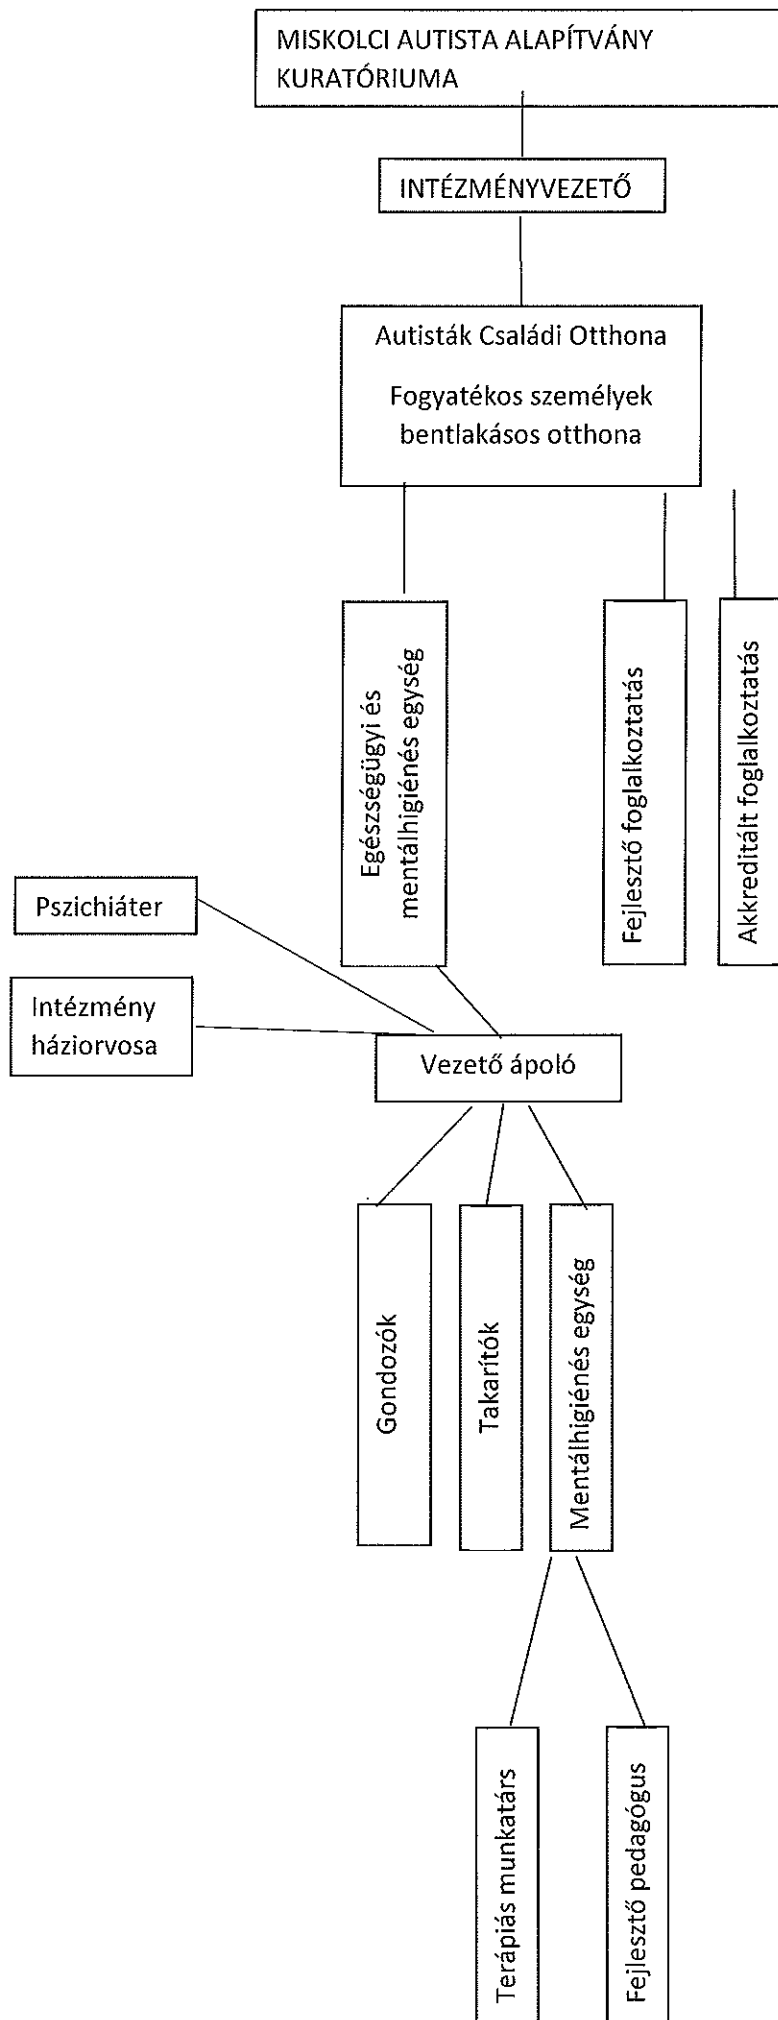 MISKOLCI AUTISTA ALAPÍTVÁNY
KURATÓRIUMA
INTÉZMÉNYVEZETŐ
Autisták Családi Otthona
Fogyatékos személyek
bentlakásos otthona
Egészségügyi és
mentálhigiénés egység
Fejlesztő foglalkoztatás
Akkreditált foglalkoztatás
Pszichiáter
Intézmény
háziorvosa
Vezető ápoló
Gondozók
Takarítók
Mentálhigiénés egység
Terápiás munkatárs
Fejlesztő pedagógus